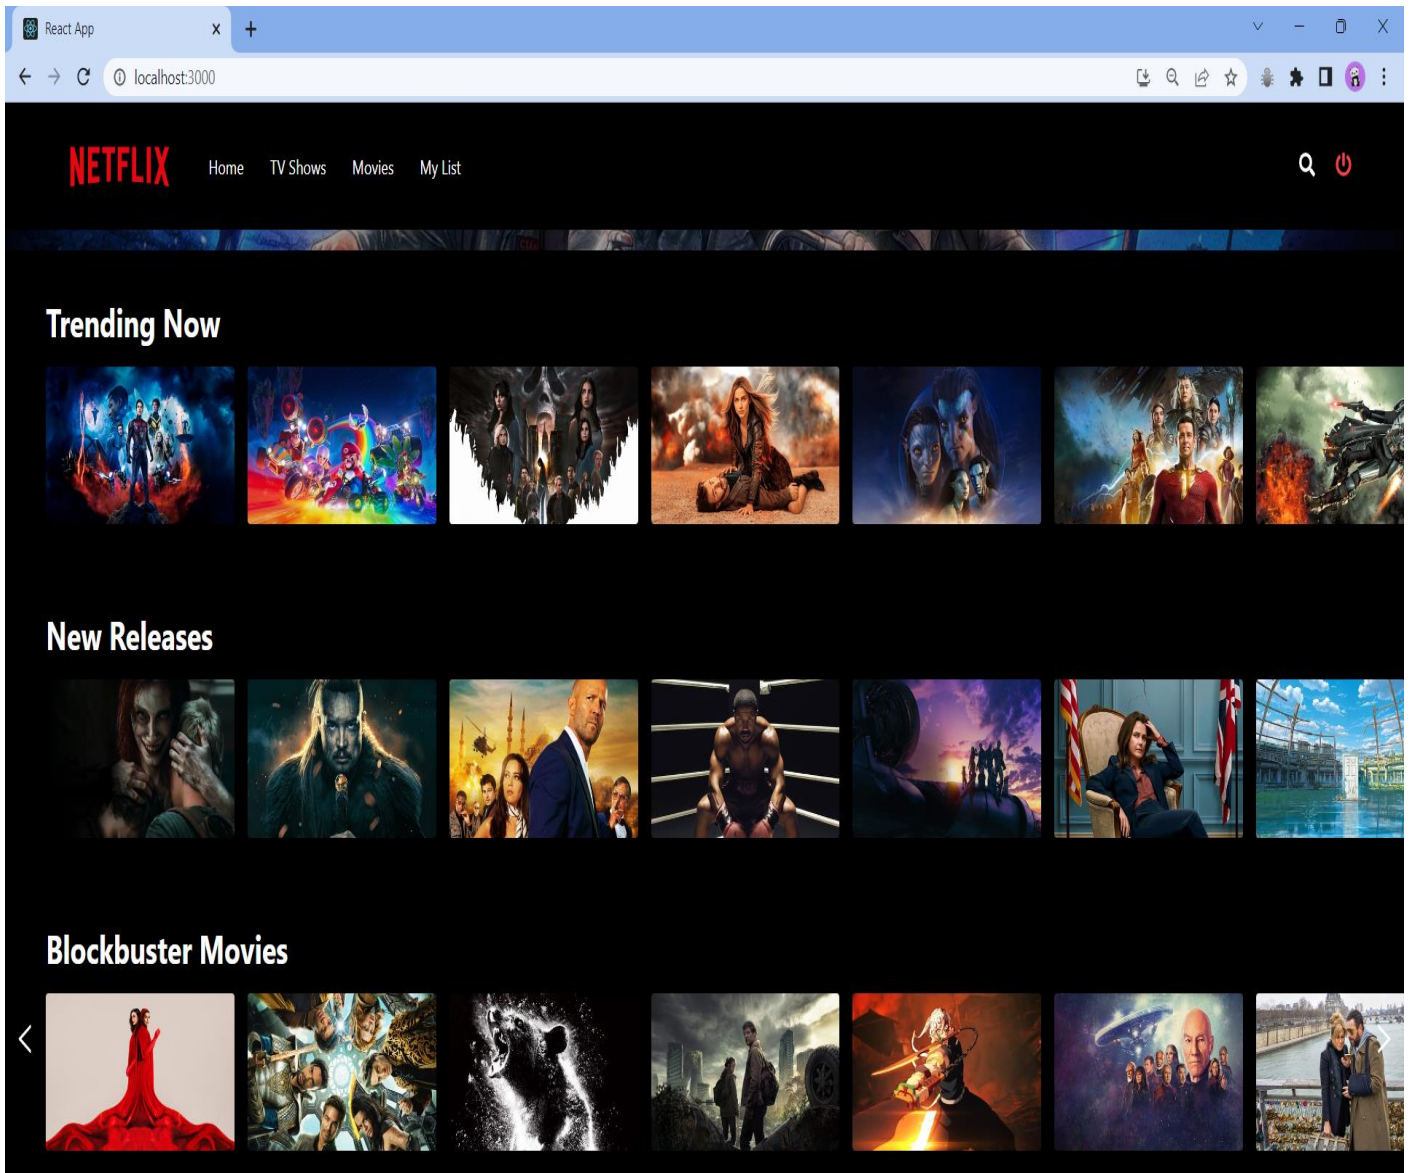 React App
localhost:3000
NETFLIX Home TV Shows Movies My List
Trending Now
New Releases
Blockbuster Movies